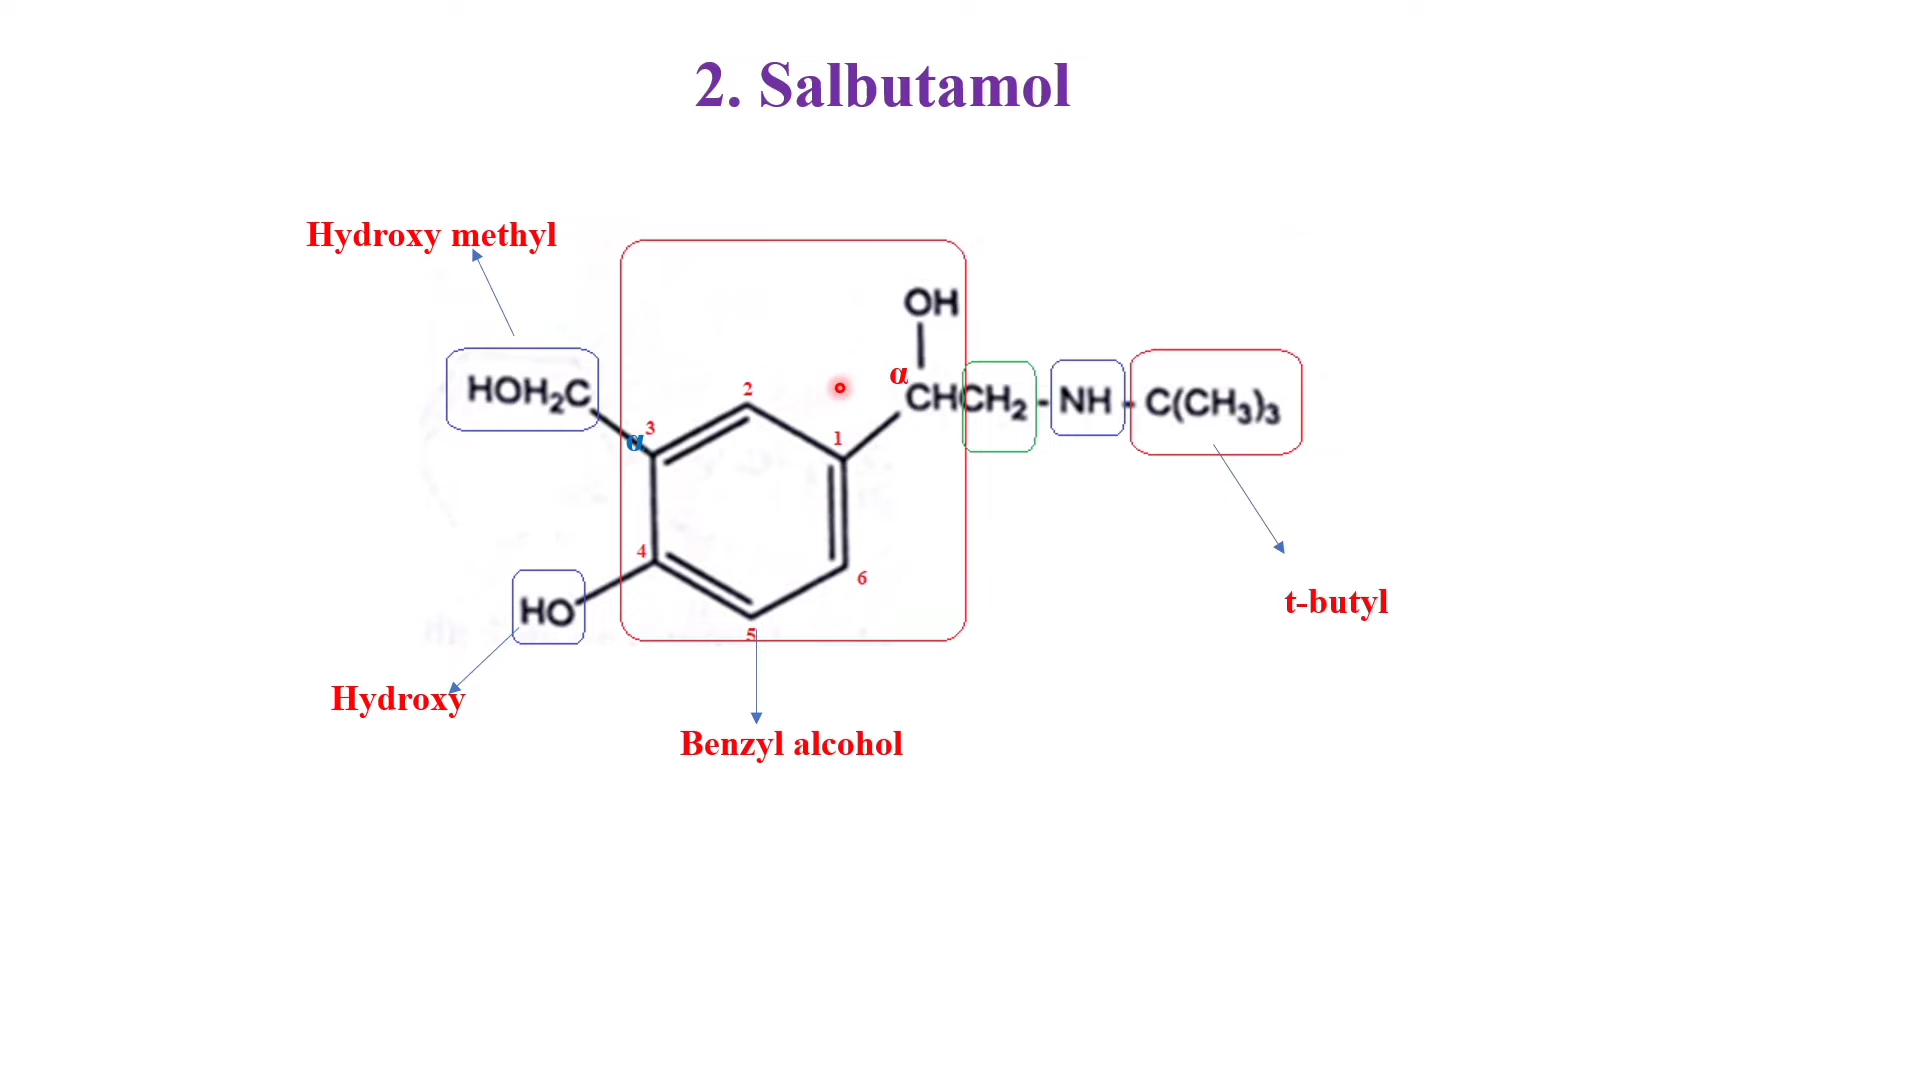 2. Salbutamol
Hydroxy methyl
OH
α
HOH₂C
2
CHCH₂-NH-C(CH₃)₃
3
α
1
4
6
HO
5
t-butyl
Hydroxy
Benzyl alcohol